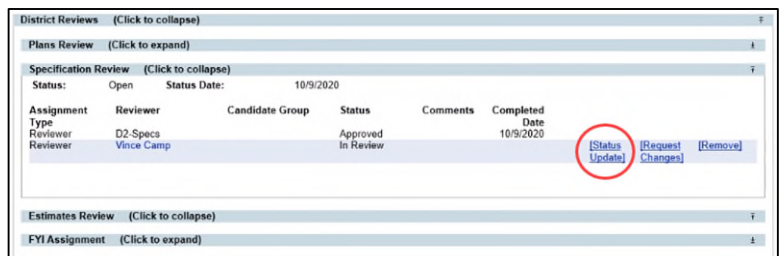 District Reviews (Click to collapse)
Plans Review (Click to expand)
Specification Review (Click to collapse)
Status: Open Status Date: 10/9/2020
Assignment Type Reviewer Candidate Group Status Comments Completed Date
Reviewer D2-Specs Approved 10/9/2020
Reviewer Vince Camp In Review [Status Update] [Request Changes] [Remove]
Estimates Review (Click to collapse)
FYI Assignment (Click to expand)